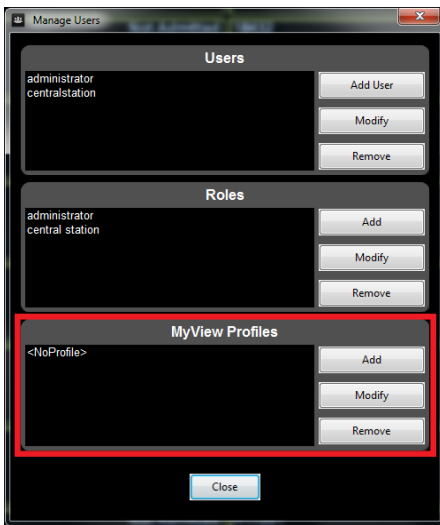 Manage Users
Users
administrator
centralstation
Add User
Modify
Remove
Roles
administrator
central station
Add
Modify
Remove
MyView Profiles
<NoProfile>
Add
Modify
Remove
Close